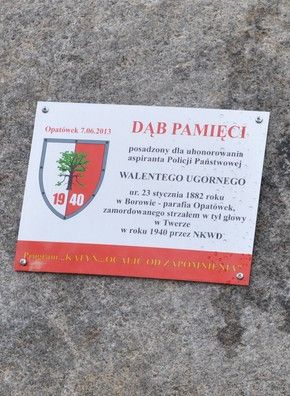 Opatówek 7.06.2013
DĄB PAMIĘCI
posadzony dla uhonorowania
aspiranta Policji Państwowej
WALENTEGO UGORNEGO
ur. 23 stycznia 1882 roku
w Borowie - parafia Opatówek,
zamordowanego strzałem w tył głowy
w Twerze
w roku 1940 przez NKWD
19 40
Program „KATYŃ...OCALIĆ OD ZAPOMNIENIA"